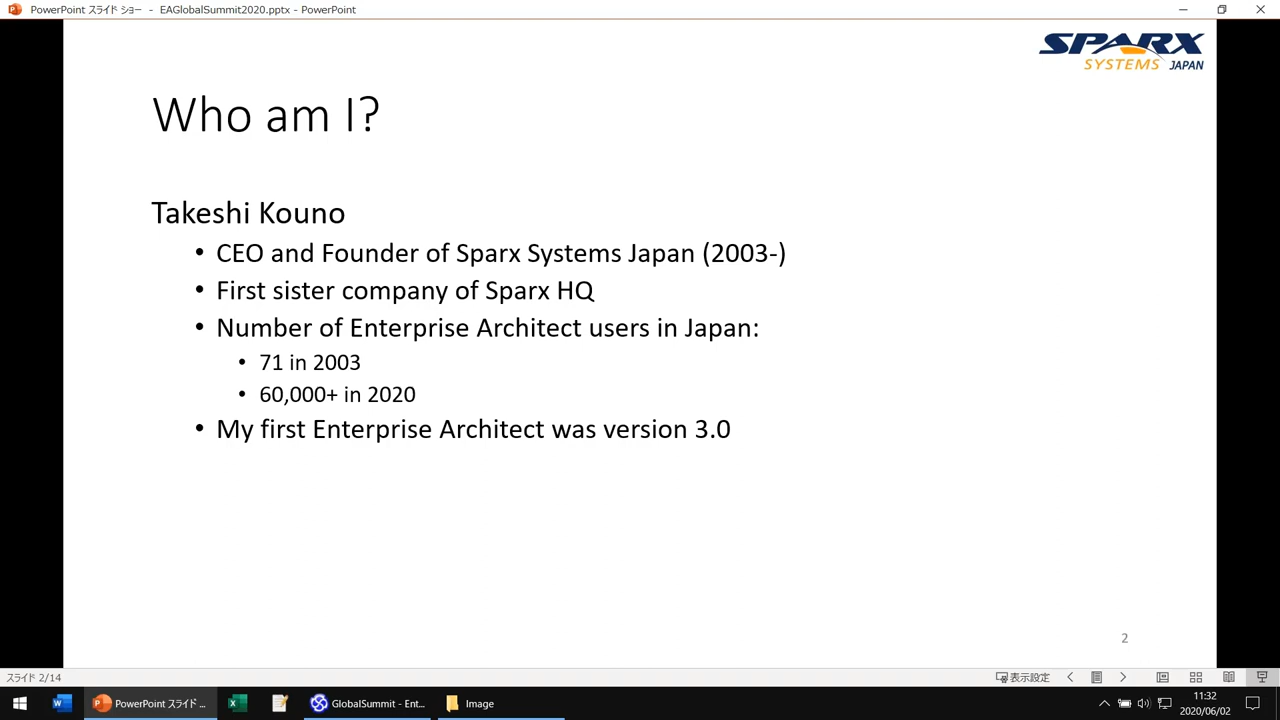 PowerPoint スライド ショー - EAGlobalSummit2020.pptx - PowerPoint
SPARX
SYSTEMS JAPAN
Who am I?
Takeshi Kouno
• CEO and Founder of Sparx Systems Japan (2003-)
• First sister company of Sparx HQ
• Number of Enterprise Architect users in Japan:
• 71 in 2003
• 60,000+ in 2020
• My first Enterprise Architect was version 3.0
2
スライド 2/14
表示設定
PowerPoint スライド ...
GlobalSummit - Ent...
Image
11:32
2020/06/02